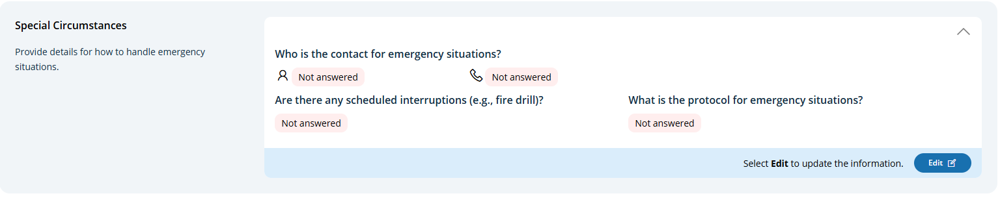 Special Circumstances
Provide details for how to handle emergency
situations.
Who is the contact for emergency situations?
Not answered
Not answered
Are there any scheduled interruptions (e.g., fire drill)?
What is the protocol for emergency situations?
Not answered
Not answered
Select Edit to update the information.
Edit